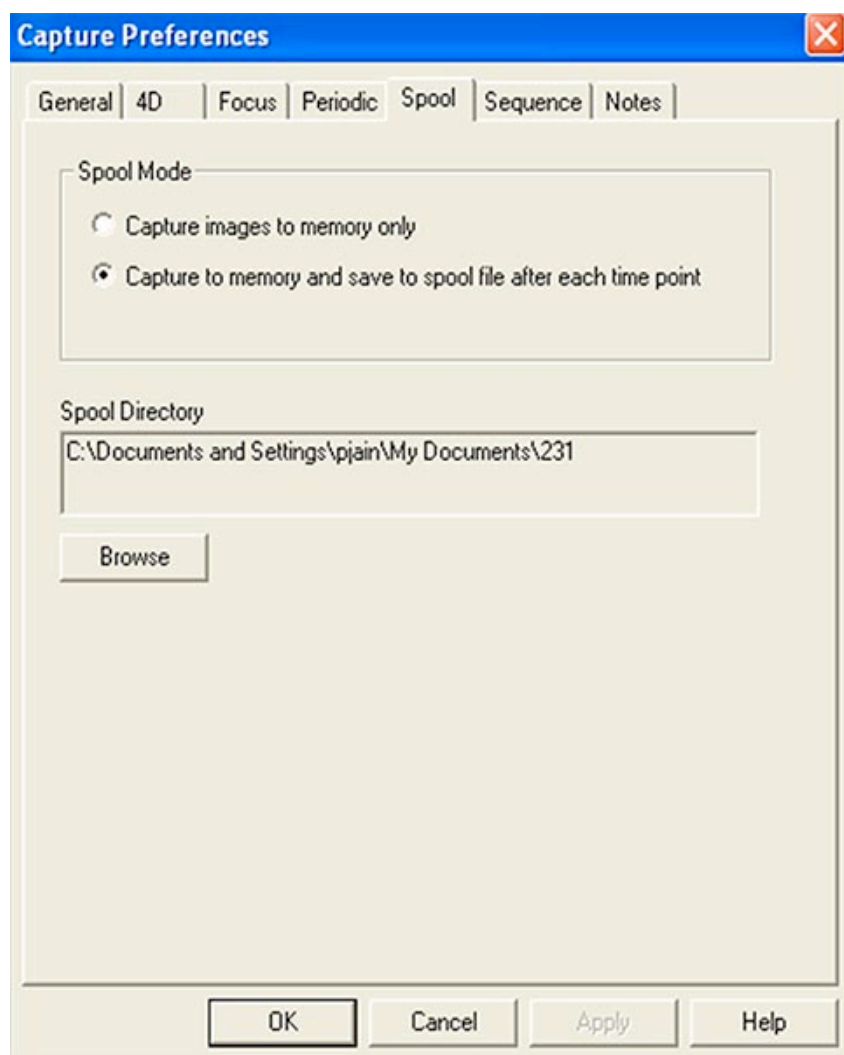 Capture Preferences
General 4D Focus Periodic Spool Sequence Notes
Spool Mode
Capture images to memory only
Capture to memory and save to spool file after each time point
Spool Directory
C:\Documents and Settings\pjain\My Documents\231
Browse
OK Cancel Apply Help